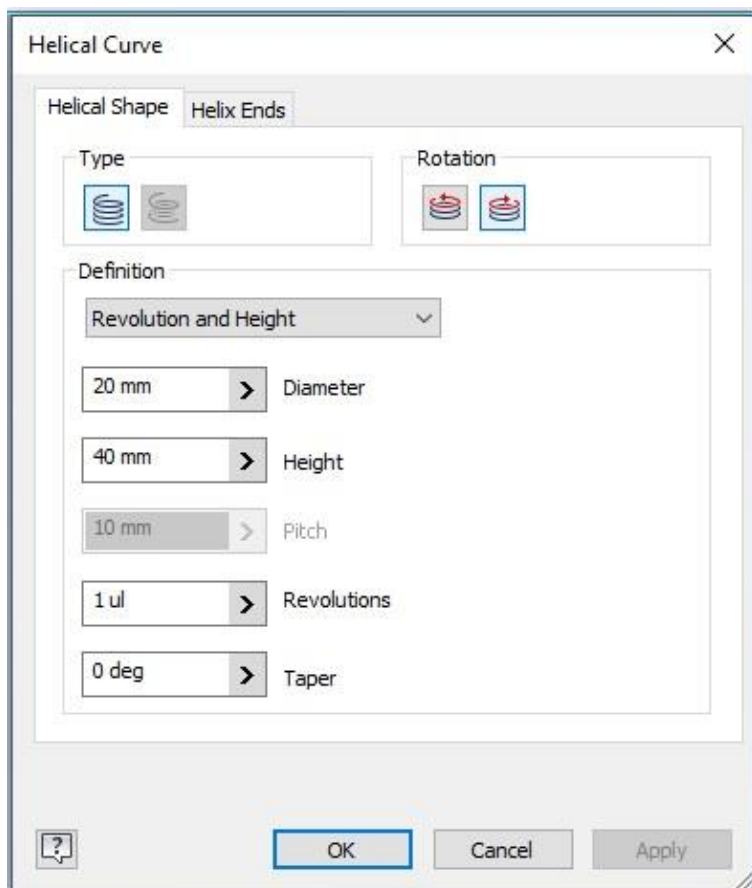 Helical Curve
Helical Shape
Helix Ends
Type
Rotation
Definition
Revolution and Height
20 mm
Diameter
40 mm
Height
10 mm
Pitch
1 ul
Revolutions
0 deg
Taper
?
OK
Cancel
Apply